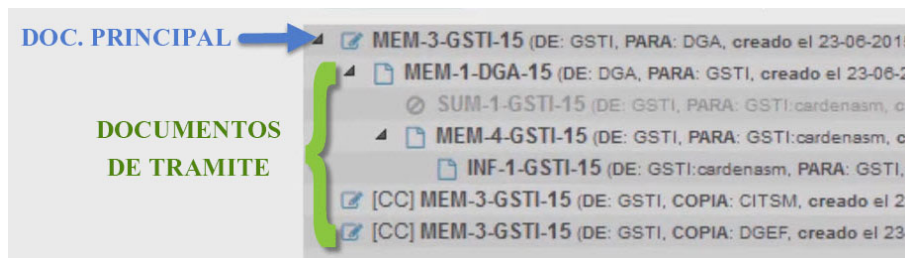 DOC. PRINCIPAL
MEM-3-GSTI-15 (DE: GSTI, PARA: DGA, creado el 23-06-2015
MEM-1-DGA-15 (DE: DGA, PARA: GSTI, creado el 23-06-2
SUM-1-GSTI-15 (DE: GSTI, PARA: GSTI:cardenasm, c
DOCUMENTOS
DE TRAMITE
MEM-4-GSTI-15 (DE: GSTI, PARA: GSTI:cardenasm, c
INF-1-GSTI-15 (DE: GSTI:cardenasm, PARA: GSTI,
[CC] MEM-3-GSTI-15 (DE: GSTI, COPIA: CITSM, creado el 2
[CC] MEM-3-GSTI-15 (DE: GSTI, COPIA: DGEF, creado el 23